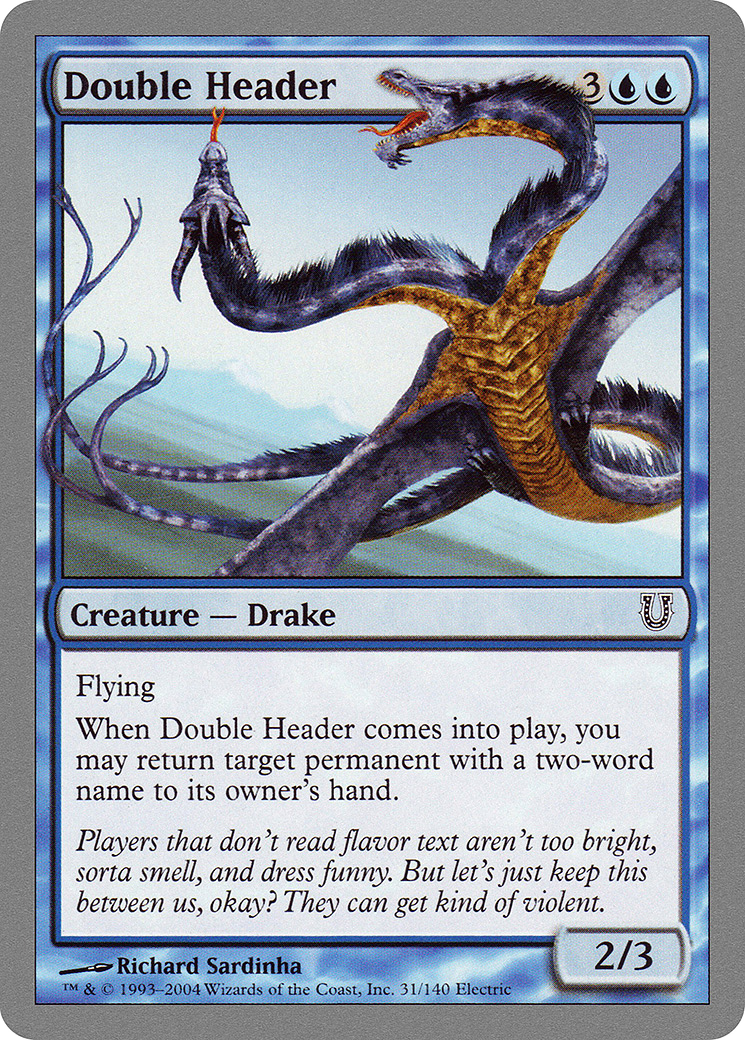 Double Header 3
Creature — Drake
Flying
When Double Header comes into play, you
may return target permanent with a two-word
name to its owner's hand.
Players that don't read flavor text aren't too bright,
sorta smell, and dress funny. But let's just keep this
between us, okay? They can get kind of violent.
2/3
Richard Sardinha
™ & © 1993–2004 Wizards of the Coast, Inc. 31/140 Electric